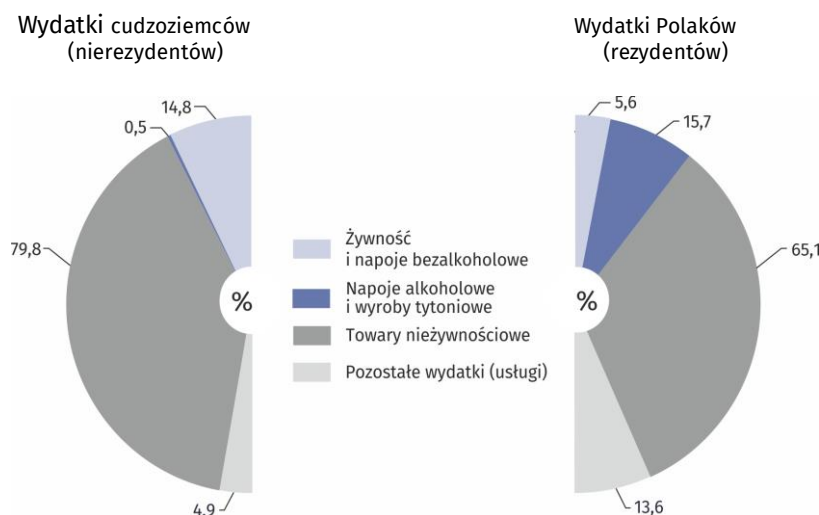 Wydatki cudzoziemców
(nierezydentów)
Wydatki Polaków
(rezydentów)
14,8
0,5
79,8
4,9
%
Żywność
i napoje bezalkoholowe
Napoje alkoholowe
i wyroby tytoniowe
Towary nieżywnościowe
Pozostałe wydatki (usługi)
5,6
15,7
65,1
%
13,6